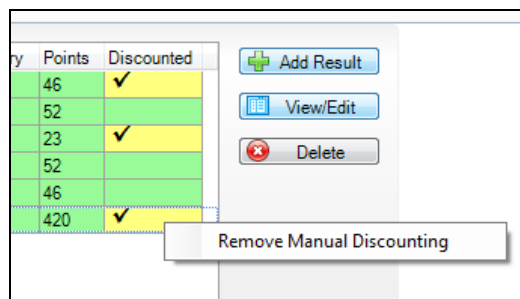 ry Points Discounted
46 ✓
52
23 ✓
52
46
420 ✓
Add Result
View/Edit
Delete
Remove Manual Discounting